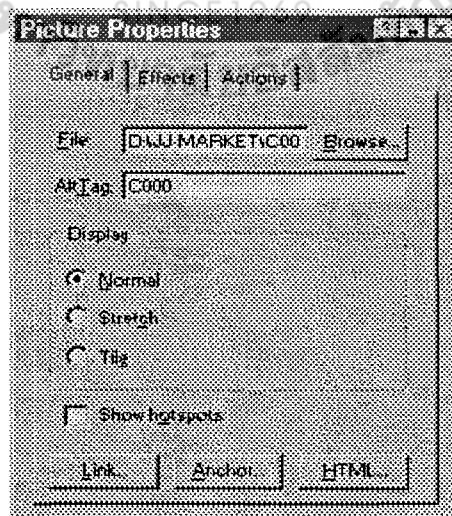 SINCE1969
Picture Properties
General Effects Actions
File D:\JJ-MARKET\C00 Browse...
Alt Tag: C000
Display
Normal
Stretch
Tile
Show hotspots
Link... Anchor... HTML...